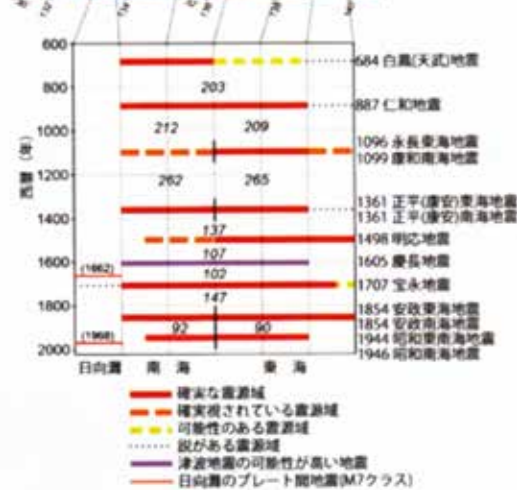 132
134
136
138
140
600
684 白鳳(天武)地震
203
800
887 仁和地震
1000
212 209
1096 永長東海地震
1099 康和南海地震
西暦（年）
1200
262 265
1361 正平(康安)東海地震
1361 正平(康安)南海地震
1400
137
1498 明応地震
107
1600
1605 慶長地震
(1662)
102
1707 宝永地震
147
1800
1854 安政東海地震
1854 安政南海地震
(1968)
92 90
1944 昭和東南海地震
1946 昭和南海地震
2000
日向灘 南海 東海
確実な震源域
確実視されている震源域
可能性のある震源域
説がある震源域
津波地震の可能性が高い地震
日向灘のプレート間地震(M7クラス)